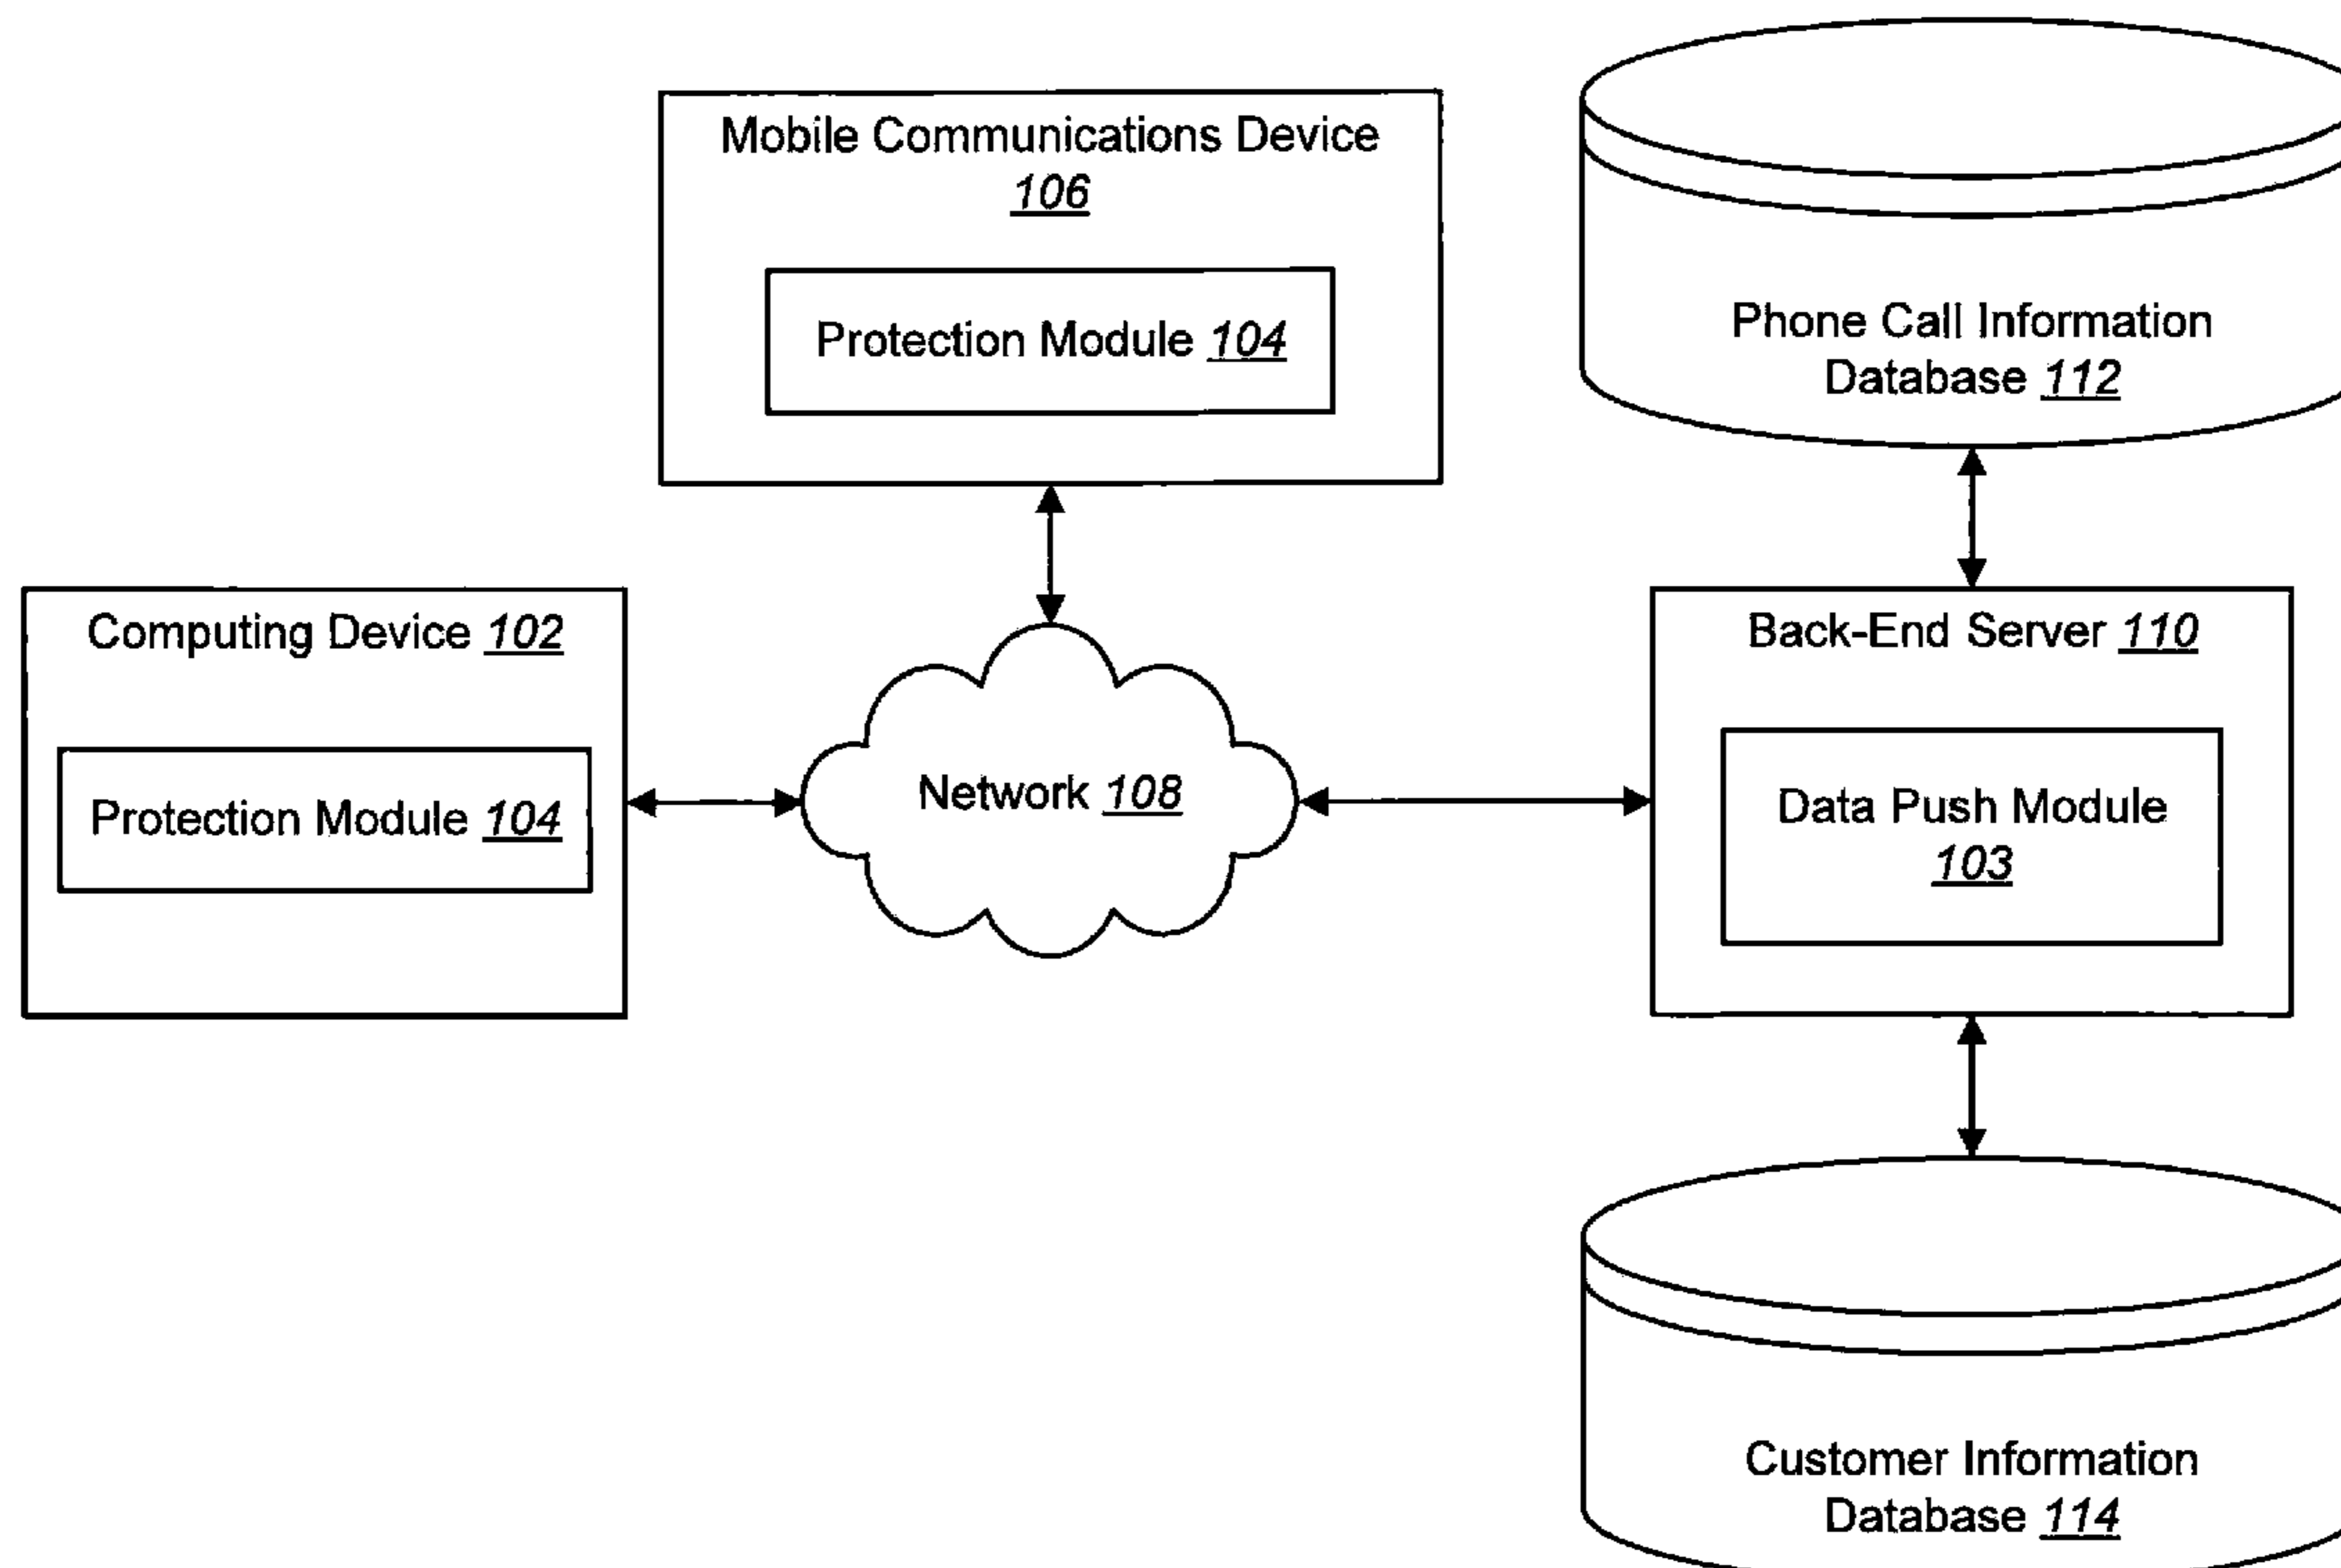 Mobile Communications Device
106
Protection Module 104
Phone Call Information
Database 112
Computing Device 102
Protection Module 104
Network 108
Back-End Server 110
Data Push Module
103
Customer Information
Database 114